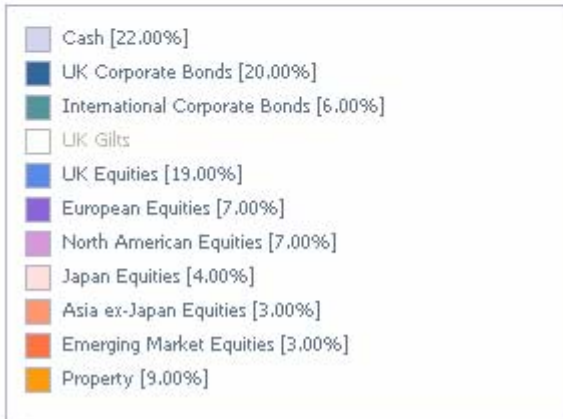 Cash [22.00%]
UK Corporate Bonds [20.00%]
International Corporate Bonds [6.00%]
UK Gilts
UK Equities [19.00%]
European Equities [7.00%]
North American Equities [7.00%]
Japan Equities [4.00%]
Asia ex-Japan Equities [3.00%]
Emerging Market Equities [3.00%]
Property [9.00%]